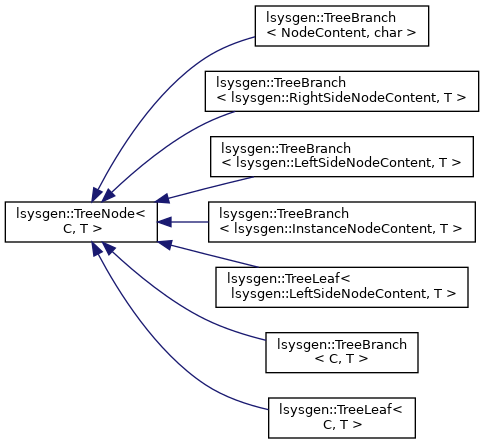 lsysgen::TreeBranch
< NodeContent, char >
lsysgen::TreeBranch
< lsysgen::RightSideNodeContent, T >
lsysgen::TreeBranch
< lsysgen::LeftSideNodeContent, T >
lsysgen::TreeNode<
C, T >
lsysgen::TreeBranch
< lsysgen::InstanceNodeContent, T >
lsysgen::TreeLeaf<
lsysgen::LeftSideNodeContent, T >
lsysgen::TreeBranch
< C, T >
lsysgen::TreeLeaf<
C, T >